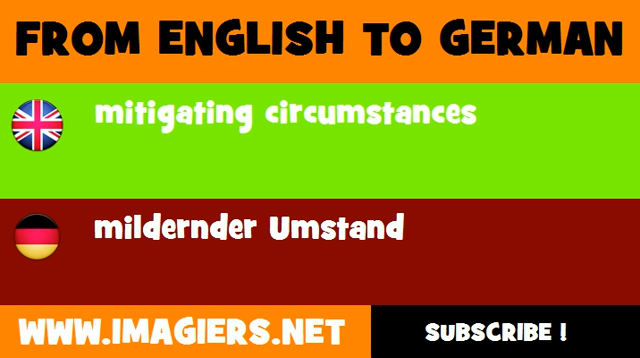 FROM ENGLISH TO GERMAN
mitigating circumstances
mildernder Umstand
WWW.IMAGIERS.NET
SUBSCRIBE !